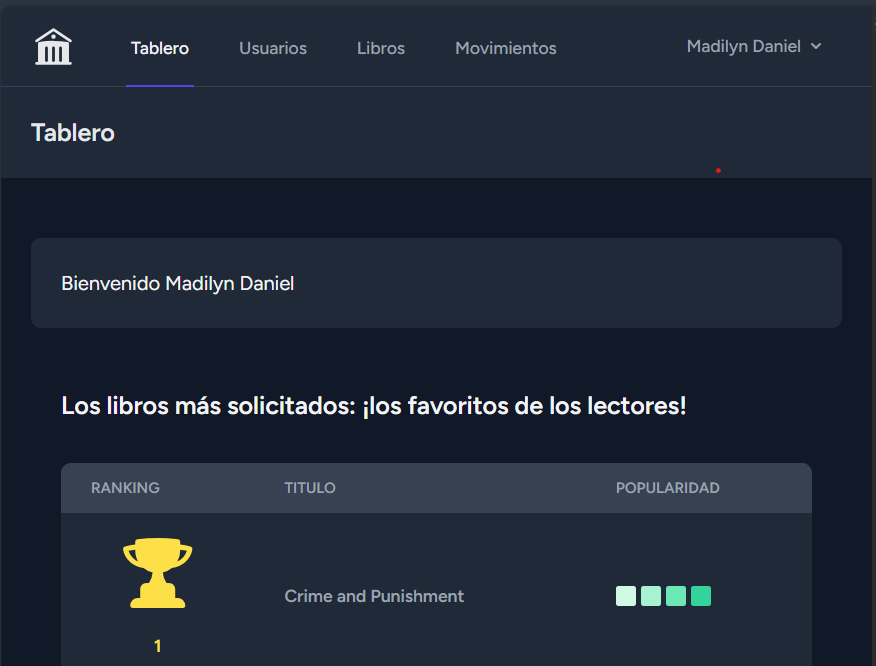 Tablero Usuarios Libros Movimientos Madilyn Daniel
Tablero
Bienvenido Madilyn Daniel
Los libros más solicitados: ¡los favoritos de los lectores!
RANKING TITULO POPULARIDAD
Crime and Punishment
1